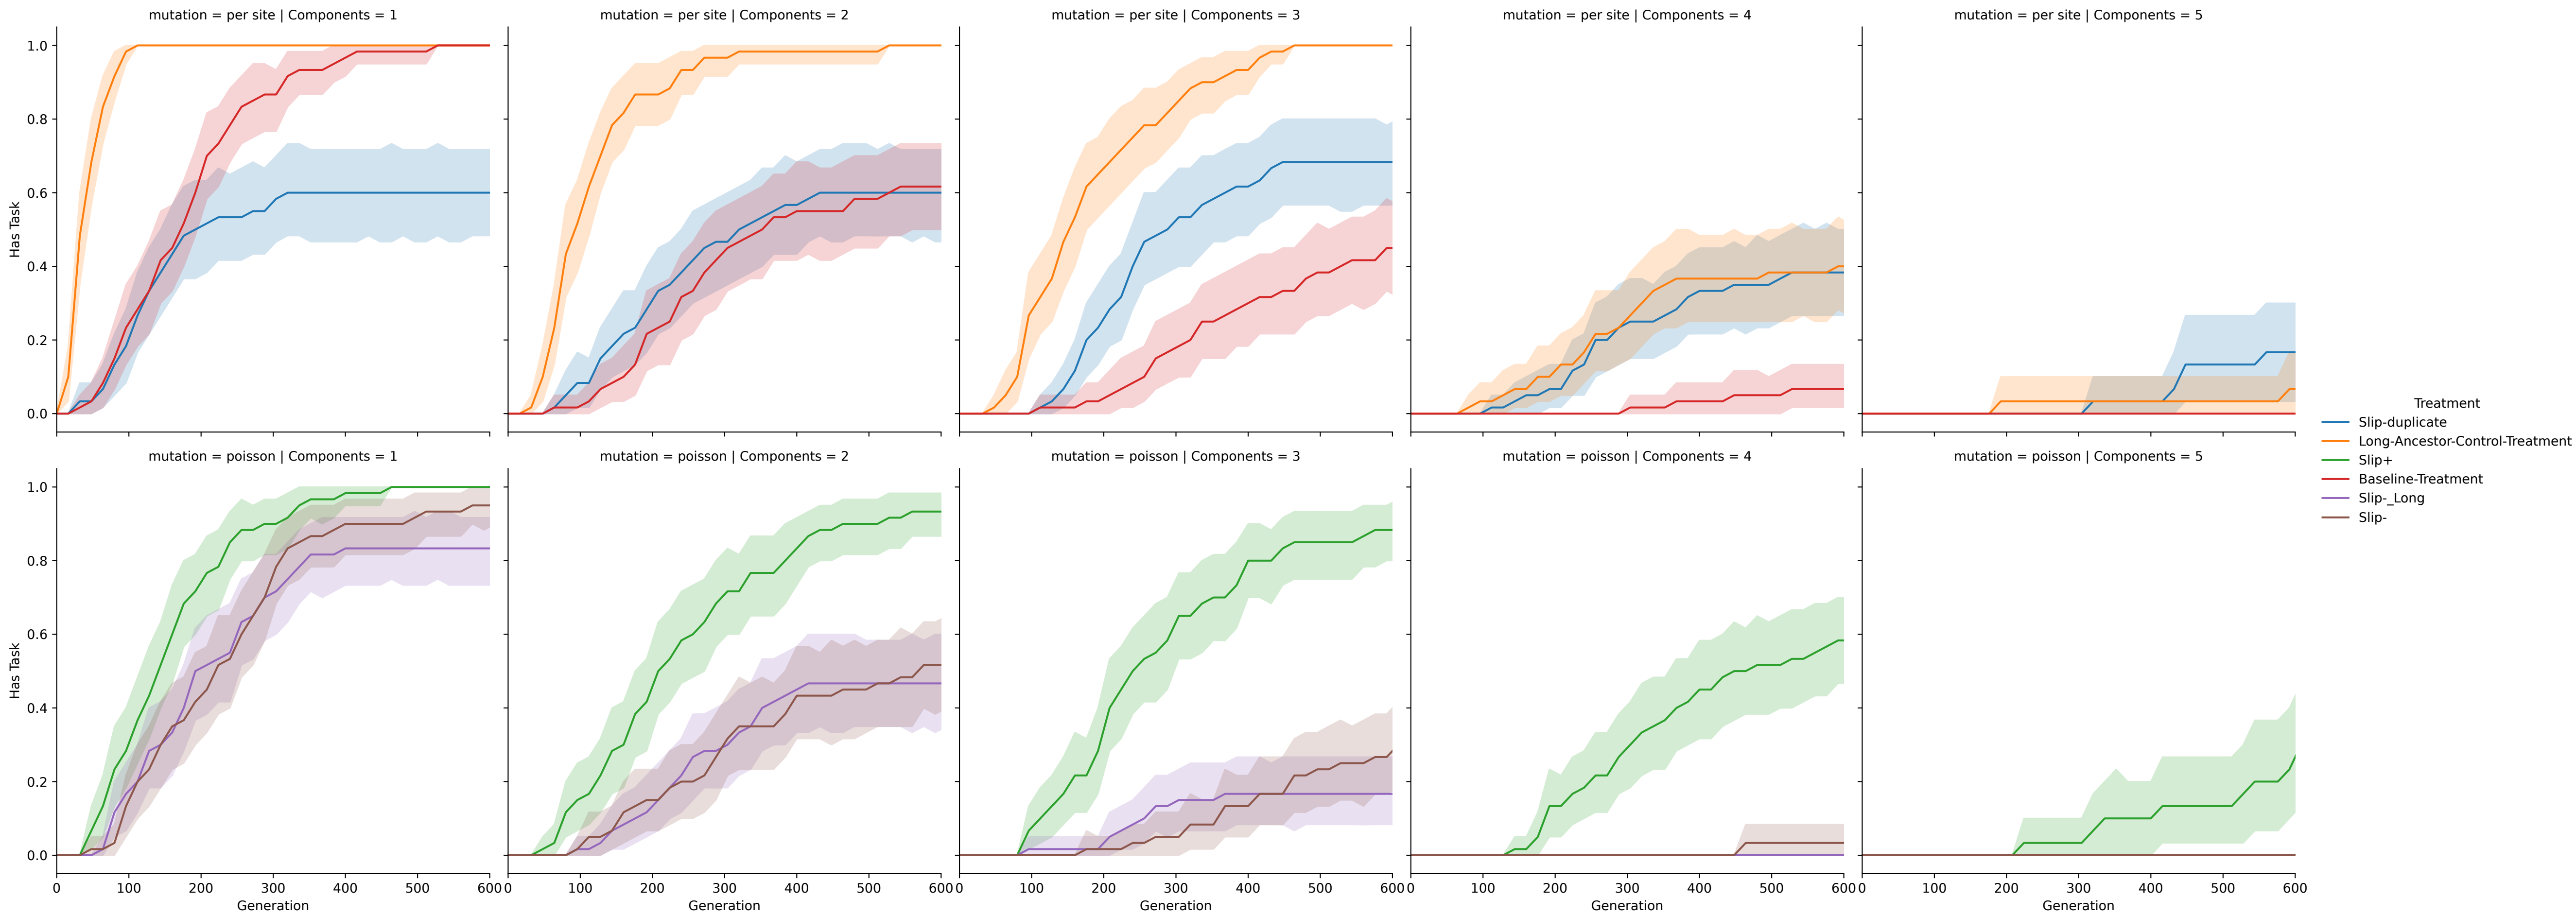 mutation = per site | Components = 1
mutation = per site | Components = 2
mutation = per site | Components = 3
mutation = per site | Components = 4
mutation = per site | Components = 5
1.0
0.8
0.6
0.4
0.2
0.0
Has Task
Treatment
Slip-duplicate
Long-Ancestor-Control-Treatment
Slip+
Baseline-Treatment
Slip-_Long
Slip-
mutation = poisson | Components = 1
mutation = poisson | Components = 2
mutation = poisson | Components = 3
mutation = poisson | Components = 4
mutation = poisson | Components = 5
1.0
0.8
0.6
0.4
0.2
0.0
Has Task
0 100 200 300 400 500 600
0 100 200 300 400 500 600
0 100 200 300 400 500 600
0 100 200 300 400 500 600
0 100 200 300 400 500 600
Generation
Generation
Generation
Generation
Generation